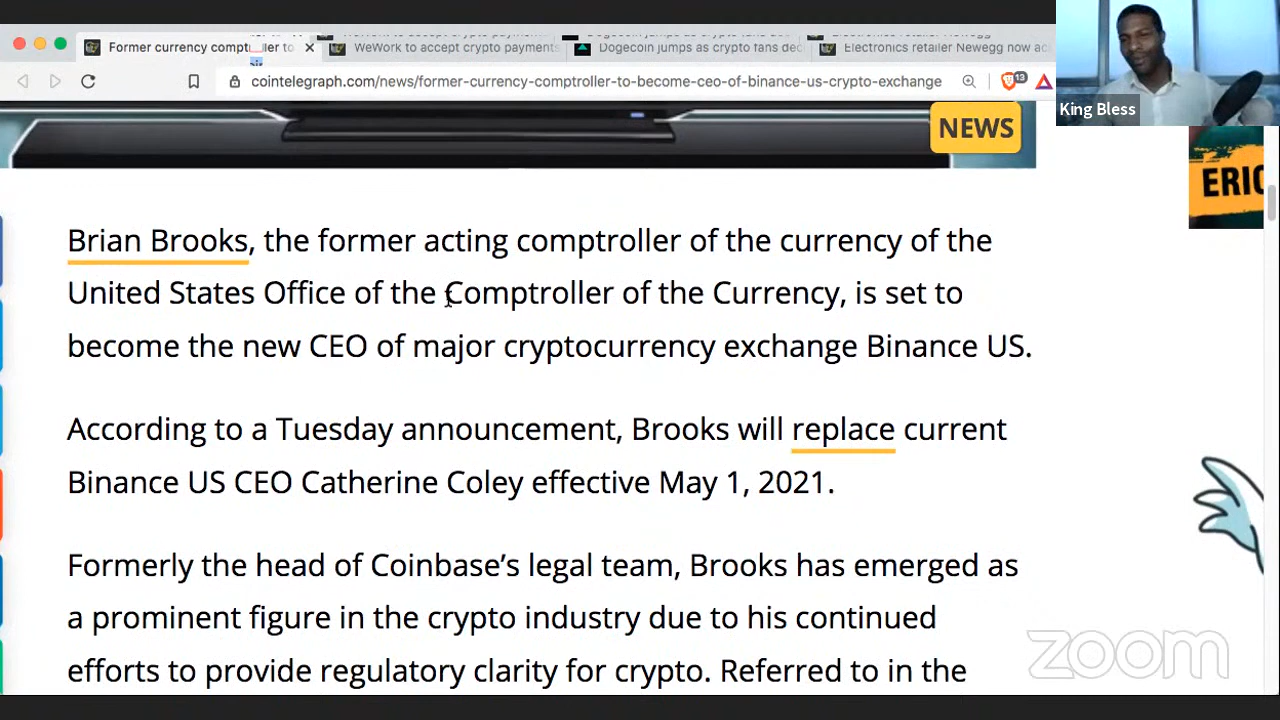 Former currency comptroller to
WeWork to accept crypto payments
Dogecoin jumps as crypto fans dec
Electronics retailer Newegg now ac
cointelegraph.com/news/former-currency-comptroller-to-become-ceo-of-binance-us-crypto-exchange
13
King Bless
NEWS
ERIC
Brian Brooks, the former acting comptroller of the currency of the
United States Office of the Comptroller of the Currency, is set to
become the new CEO of major cryptocurrency exchange Binance US.
According to a Tuesday announcement, Brooks will replace current
Binance US CEO Catherine Coley effective May 1, 2021.
Formerly the head of Coinbase’s legal team, Brooks has emerged as
a prominent figure in the crypto industry due to his continued
efforts to provide regulatory clarity for crypto. Referred to in the
zoom